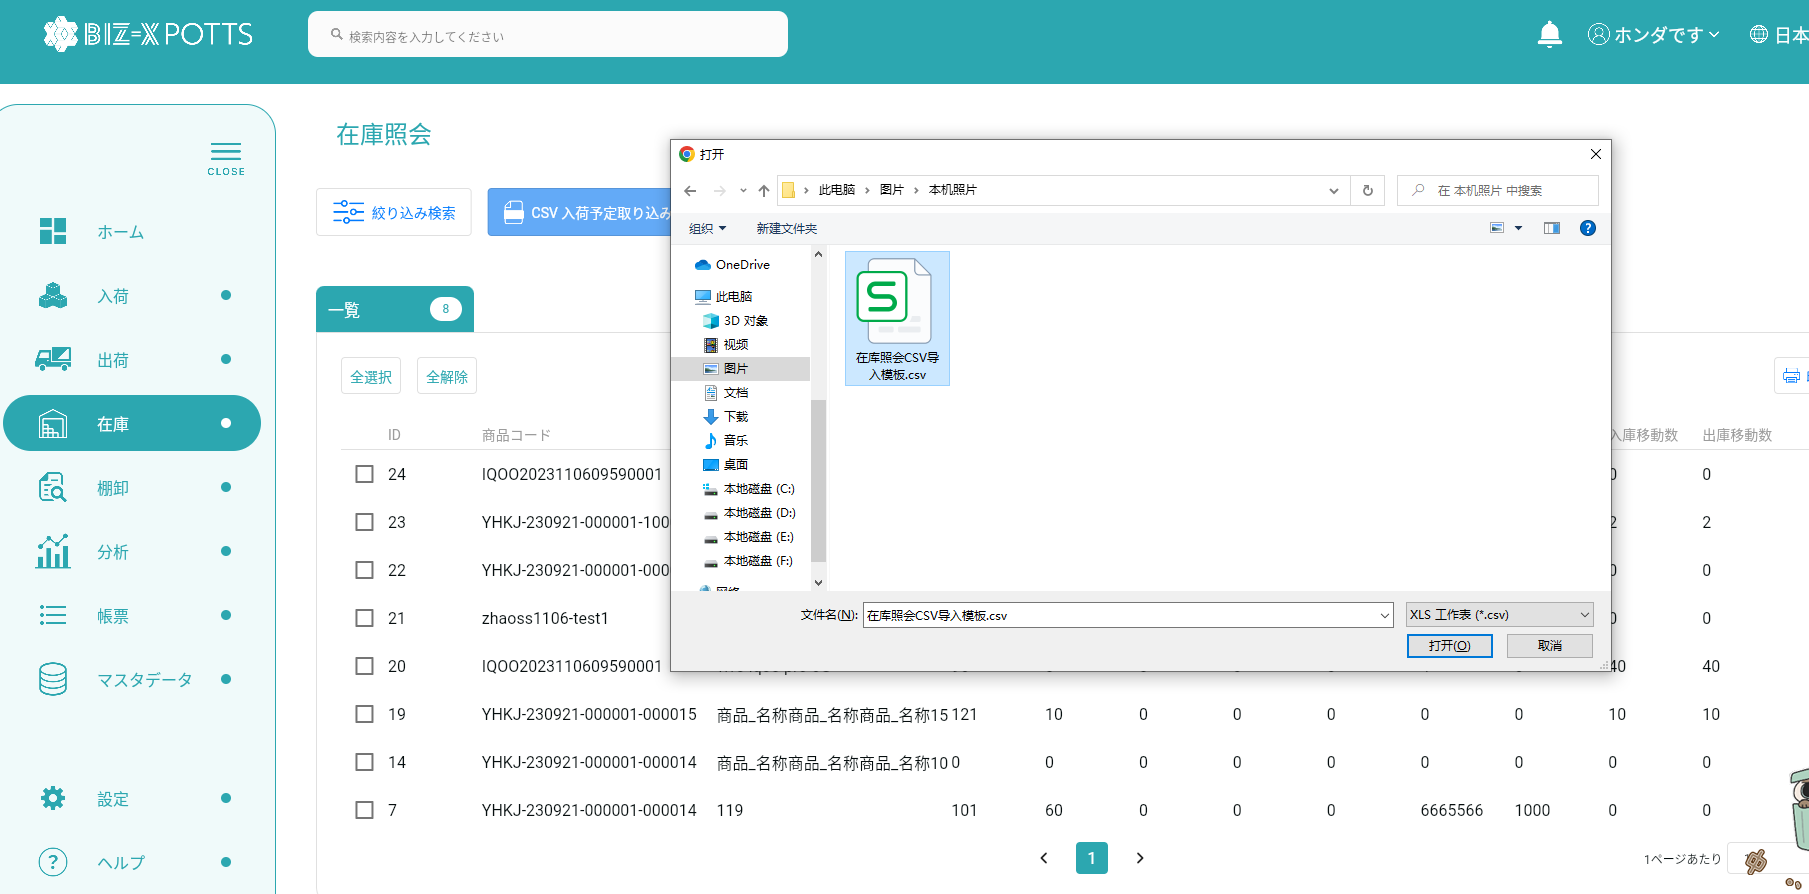 BIZ-X POTTS
検索内容を入力してください
ホンダです
日本
CLOSE
ホーム
入荷
出荷
在庫
棚卸
分析
帳票
マスタデータ
設定
ヘルプ
在庫照会
絞り込み検索
CSV 入荷予定取り込み
一覧 8
全選択 全解除
ID 商品コード 入庫移動数 出庫移動数
24 IQOO2023110609590001 0 0
23 YHKJ-230921-000001-100 2 2
22 YHKJ-230921-000001-000 0 0
21 zhaoss1106-test1 0 0
20 IQOO2023110609590001 40 40
19 YHKJ-230921-000001-000015 商品_名称商品_名称商品_名称15 121 10 0 0 0 0 0 10 10
14 YHKJ-230921-000001-000014 商品_名称商品_名称商品_名称10 0 0 0 0 0 0 0 0 0
7 YHKJ-230921-000001-000014 119 101 60 0 0 0 6665566 1000 0 0
1
1ページあたり
打开
此电脑 图片 本机照片
在 本机照片 中搜索
组织 新建文件夹
OneDrive
此电脑
3D 对象
视频
图片
文档
下载
音乐
桌面
本地磁盘 (C:)
本地磁盘 (D:)
本地磁盘 (E:)
本地磁盘 (F:)
网络
S
在库照会CSV导
入模板.csv
文件名(N): 在库照会CSV导入模板.csv
XLS 工作表 (*.csv)
打开(O) 取消